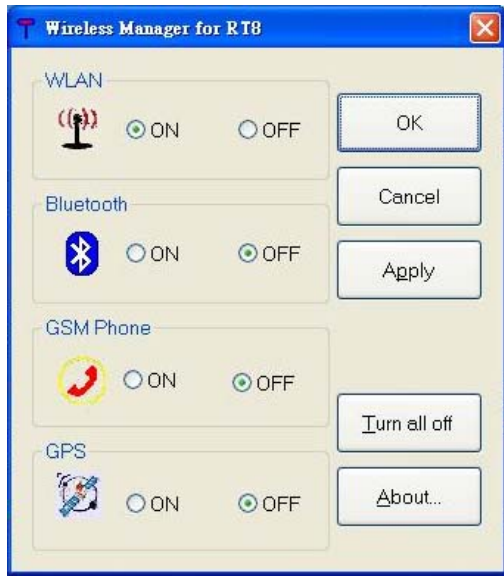 Wireless Manager for RT8
WLAN
ON OFF
OK
Cancel
Bluetooth
ON OFF
Apply
GSM Phone
ON OFF
Turn all off
GPS
ON OFF
About...